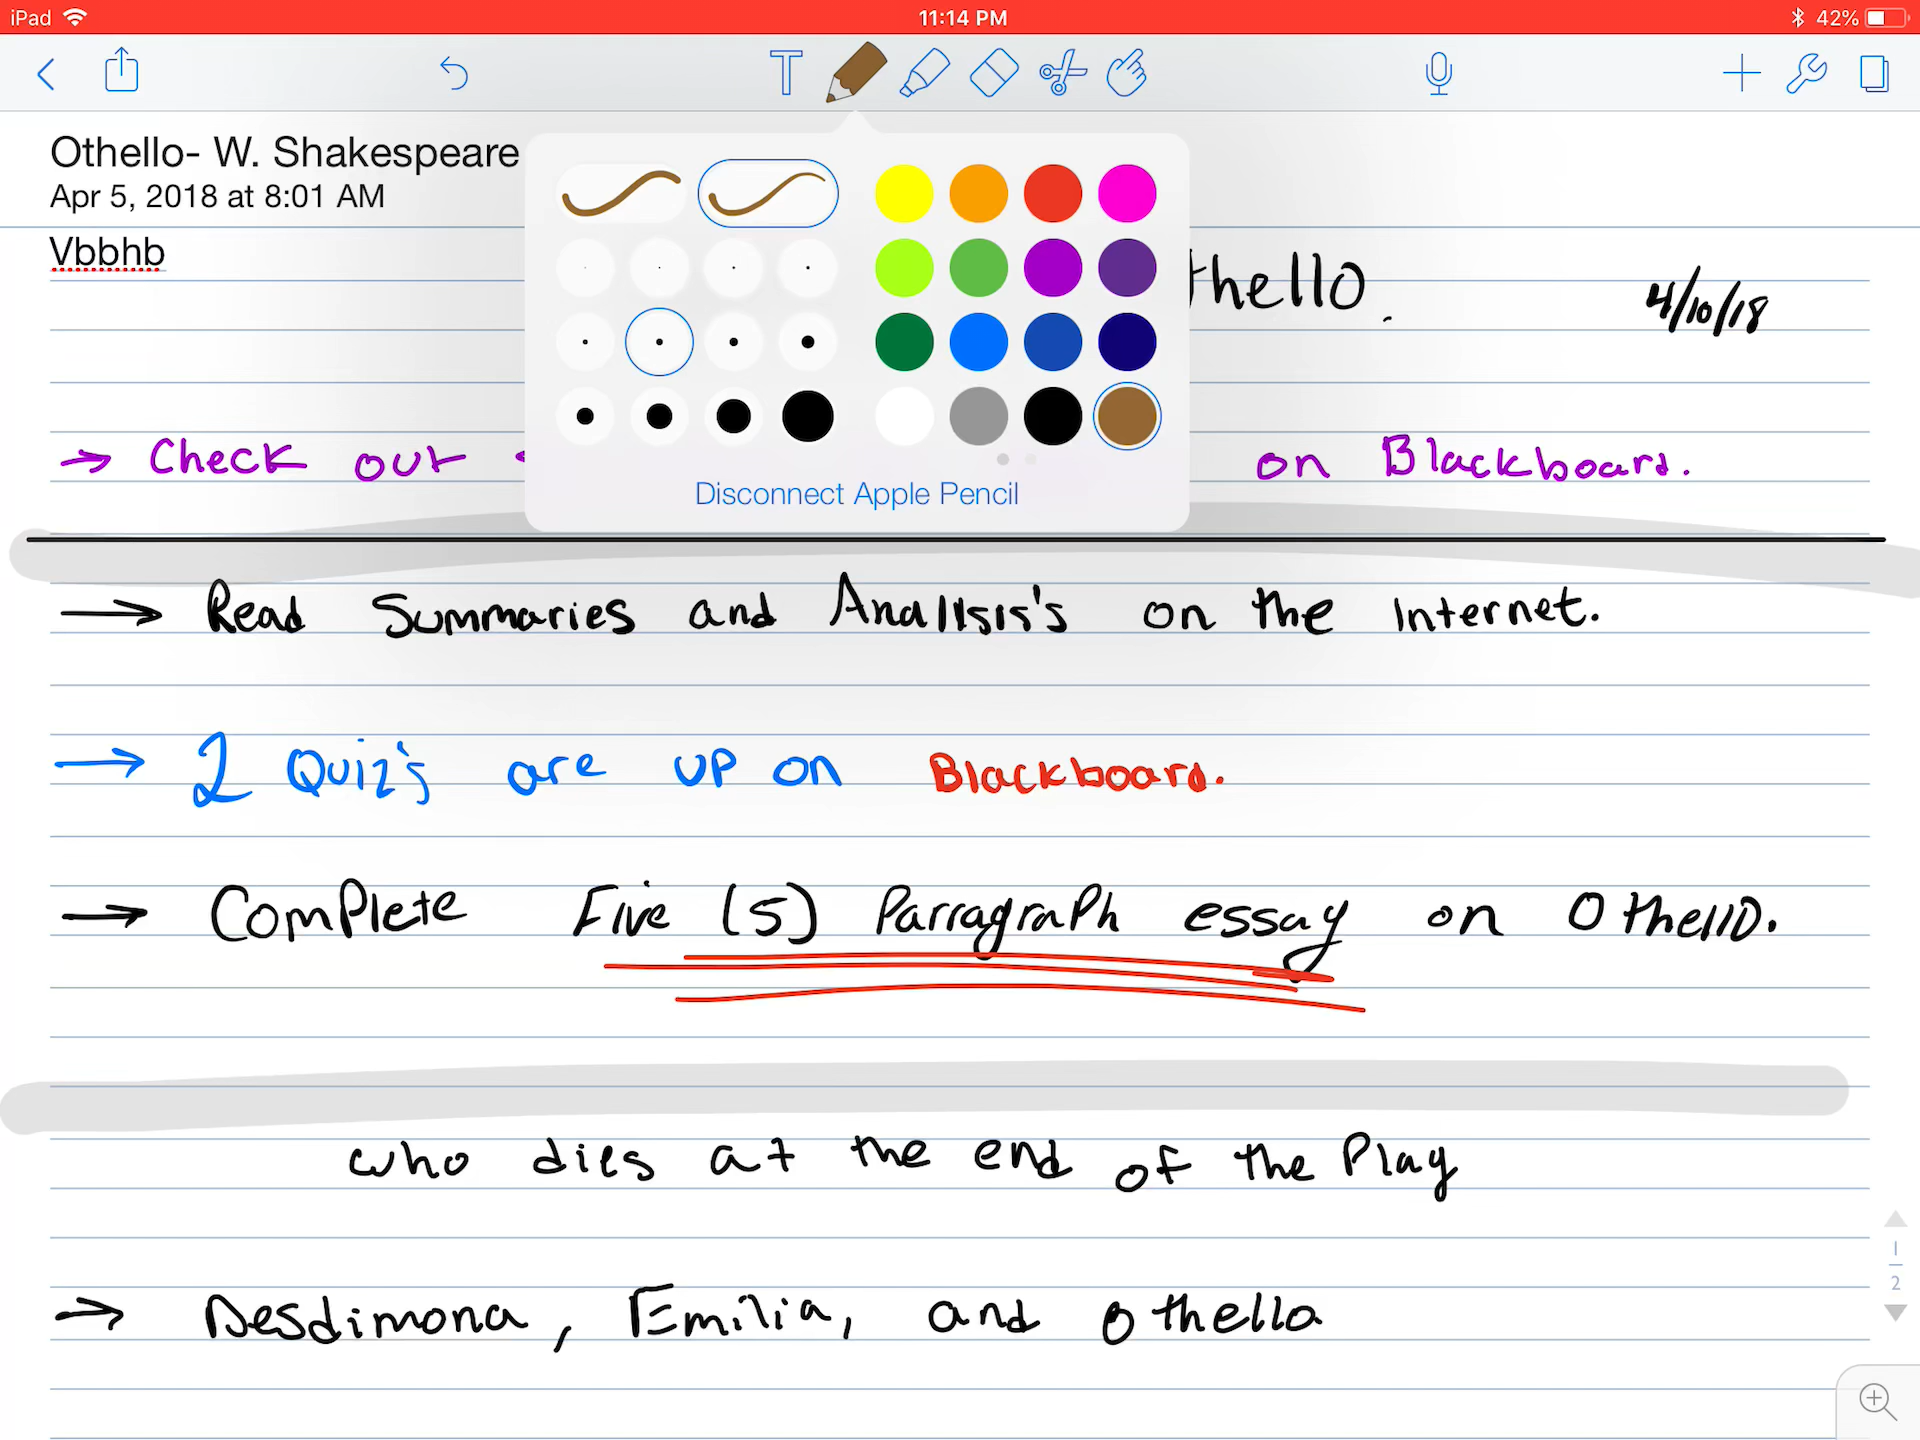 iPad 11:14 PM 42%
T
Othello- W. Shakespeare
Apr 5, 2018 at 8:01 AM
Vbbhb
thello. 4/10/18
→ Check out on Blackboard.
Disconnect Apple Pencil
→ Read Summaries and Anallsis's on the Internet.
→ 2 Quiz's are up on Blackboard.
→ Complete Five (5) Parragraph essay on Othello.
who dies at the end of the Play
1
2
→ Desdimona, Emilia, and Othello